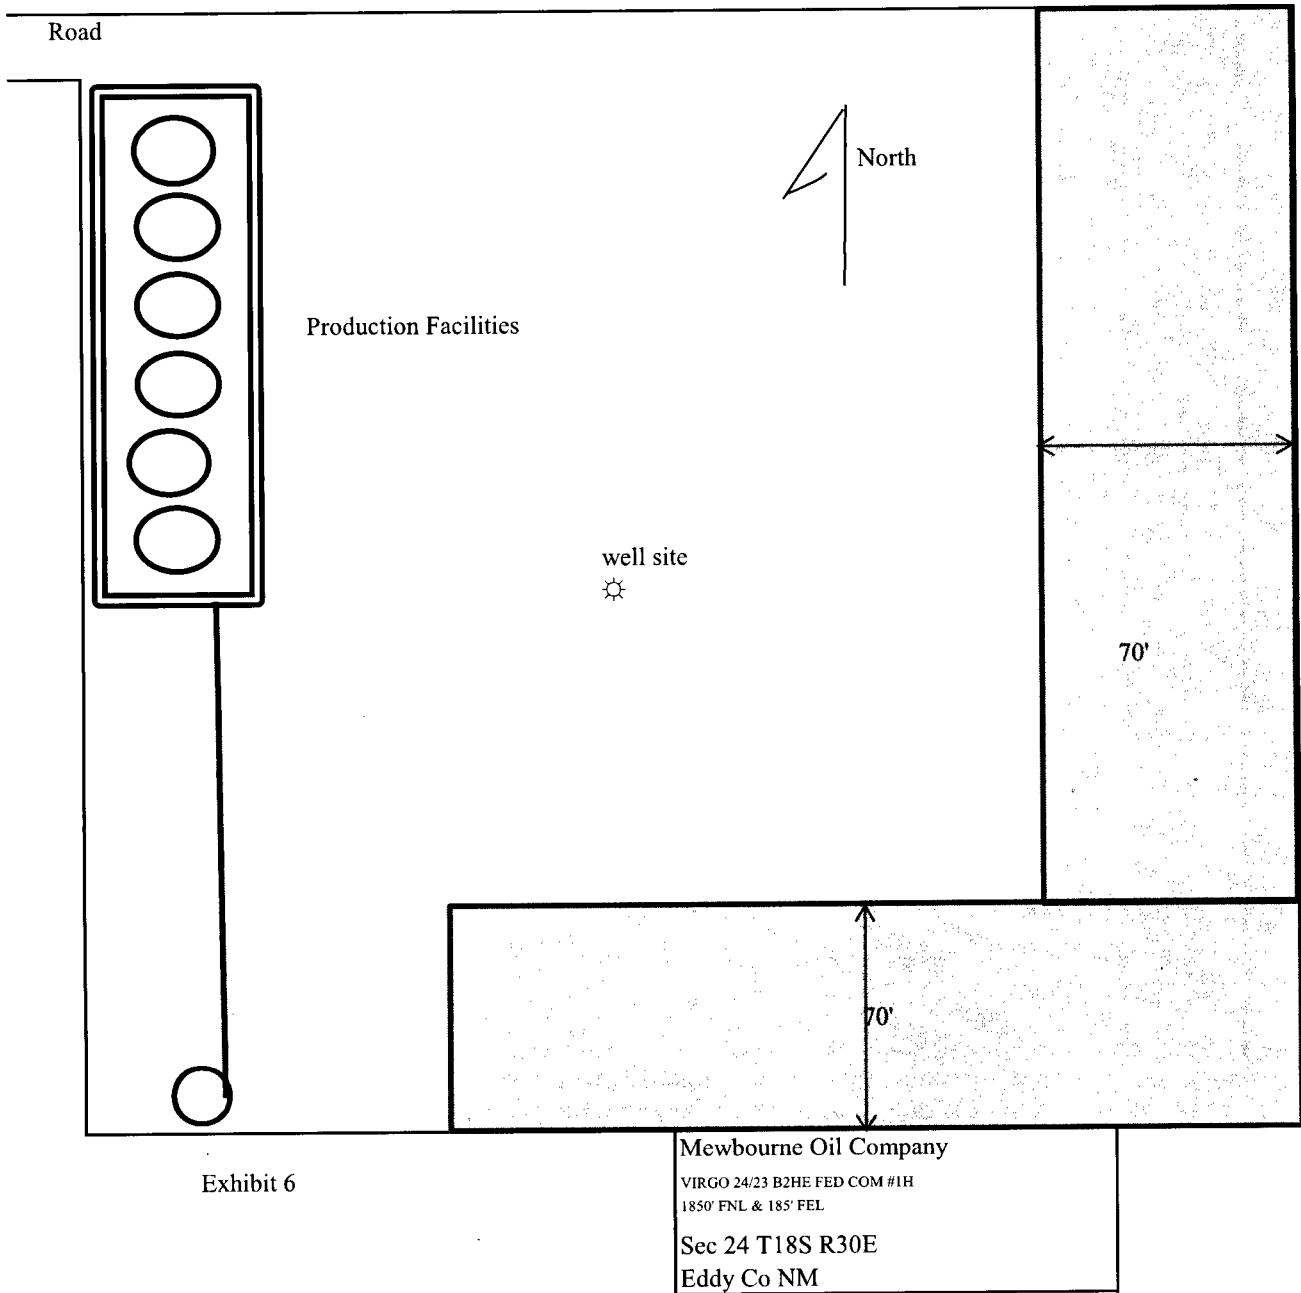 Road
North
Production Facilities
well site
70'
70'
Exhibit 6
Mewbourne Oil Company
VIRGO 24/23 B2HE FED COM #1H
1850' FNL & 185' FEL
Sec 24 T18S R30E
Eddy Co NM